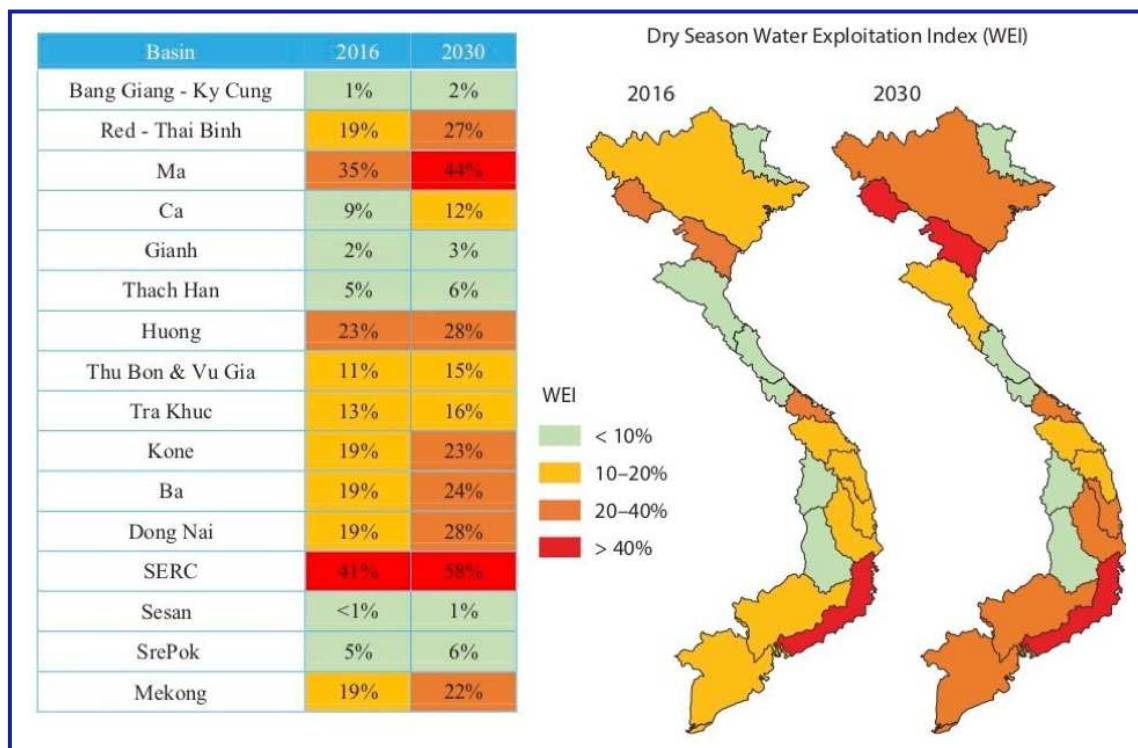 Basin 2016 2030
Bang Giang - Ky Cung 1% 2%
Red - Thai Binh 19% 27%
Ma 35% 44%
Ca 9% 12%
Gianh 2% 3%
Thach Han 5% 6%
Huong 23% 28%
Thu Bon & Vu Gia 11% 15%
Tra Khuc 13% 16%
Kone 19% 23%
Ba 19% 24%
Dong Nai 19% 28%
SERC 41% 58%
Sesan <1% 1%
SrePok 5% 6%
Mekong 19% 22%
Dry Season Water Exploitation Index (WEI)
2016 2030
WEI
< 10%
10–20%
20–40%
> 40%